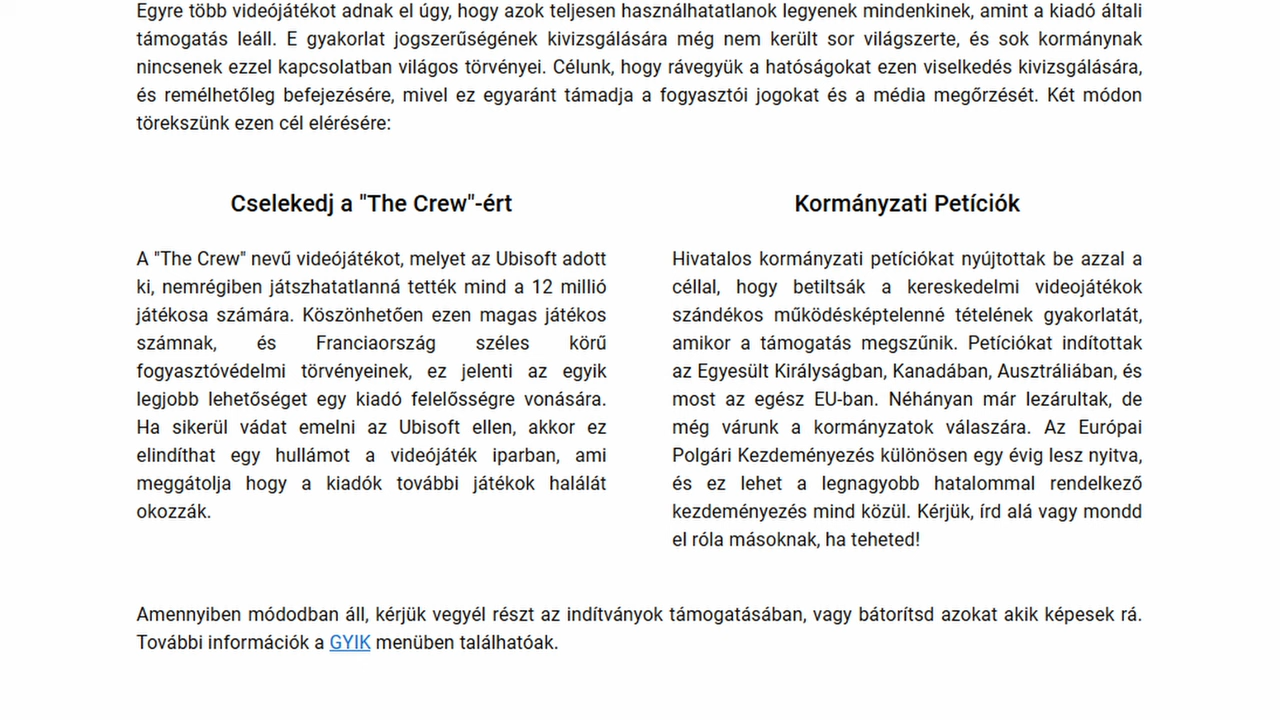 Egyre több videójátékot adnak el úgy, hogy azok teljesen használhatatlanok legyenek mindenkinek, amint a kiadó általi
támogatás leáll. E gyakorlat jogszerűségének kivizsgálására még nem került sor világszerte, és sok kormánynak
nincsenek ezzel kapcsolatban világos törvényei. Célunk, hogy rávegyük a hatóságokat ezen viselkedés kivizsgálására,
és remélhetőleg befejezésére, mivel ez egyaránt támadja a fogyasztói jogokat és a média megőrzését. Két módon
törekszünk ezen cél elérésére:
Cselekedj a "The Crew"-ért
A "The Crew" nevű videójátékot, melyet az Ubisoft adott
ki, nemrégiben játszhatatlanná tették mind a 12 millió
játékosa számára. Köszönhetően ezen magas játékos
számnak, és Franciaország széles körű
fogyasztóvédelmi törvényeinek, ez jelenti az egyik
legjobb lehetőséget egy kiadó felelősségre vonására.
Ha sikerül vádat emelni az Ubisoft ellen, akkor ez
elindíthat egy hullámot a videójáték iparban, ami
meggátolja hogy a kiadók további játékok halálát
okozzák.
Kormányzati Petíciók
Hivatalos kormányzati petíciókat nyújtottak be azzal a
céllal, hogy betiltsák a kereskedelmi videojátékok
szándékos működésképtelenné tételének gyakorlatát,
amikor a támogatás megszűnik. Petíciókat indítottak
az Egyesült Királyságban, Kanadában, Ausztráliában, és
most az egész EU-ban. Néhányan már lezárultak, de
még várunk a kormányzatok válaszára. Az Európai
Polgári Kezdeményezés különösen egy évig lesz nyitva,
és ez lehet a legnagyobb hatalommal rendelkező
kezdeményezés mind közül. Kérjük, írd alá vagy mondd
el róla másoknak, ha teheted!
Amennyiben módodban áll, kérjük vegyél részt az indítványok támogatásában, vagy bátorítsd azokat akik képesek rá.
További információk a GYIK menüben találhatóak.